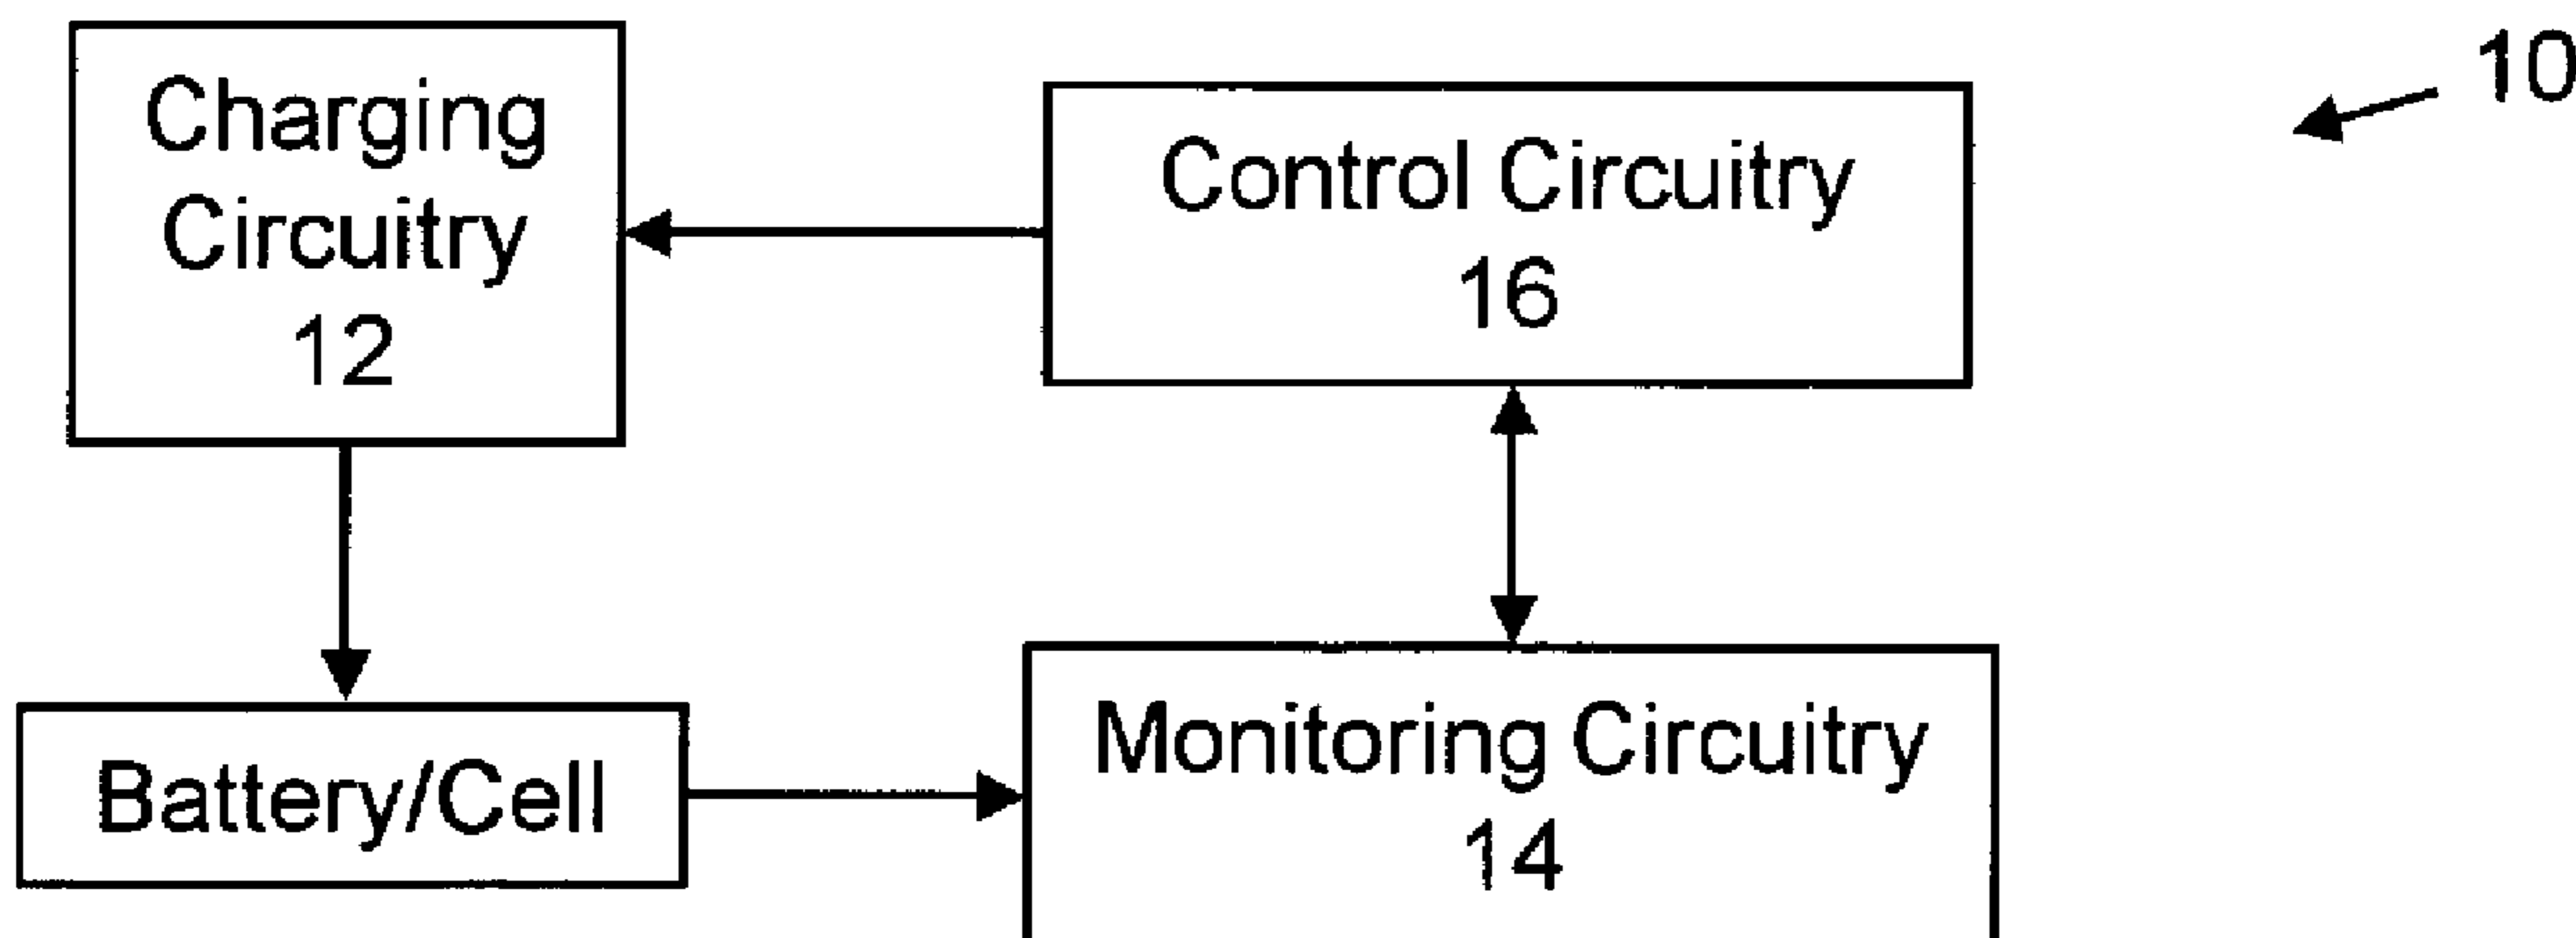 Charging
Circuitry
12
Control Circuitry
16
10
Battery/Cell
Monitoring Circuitry
14